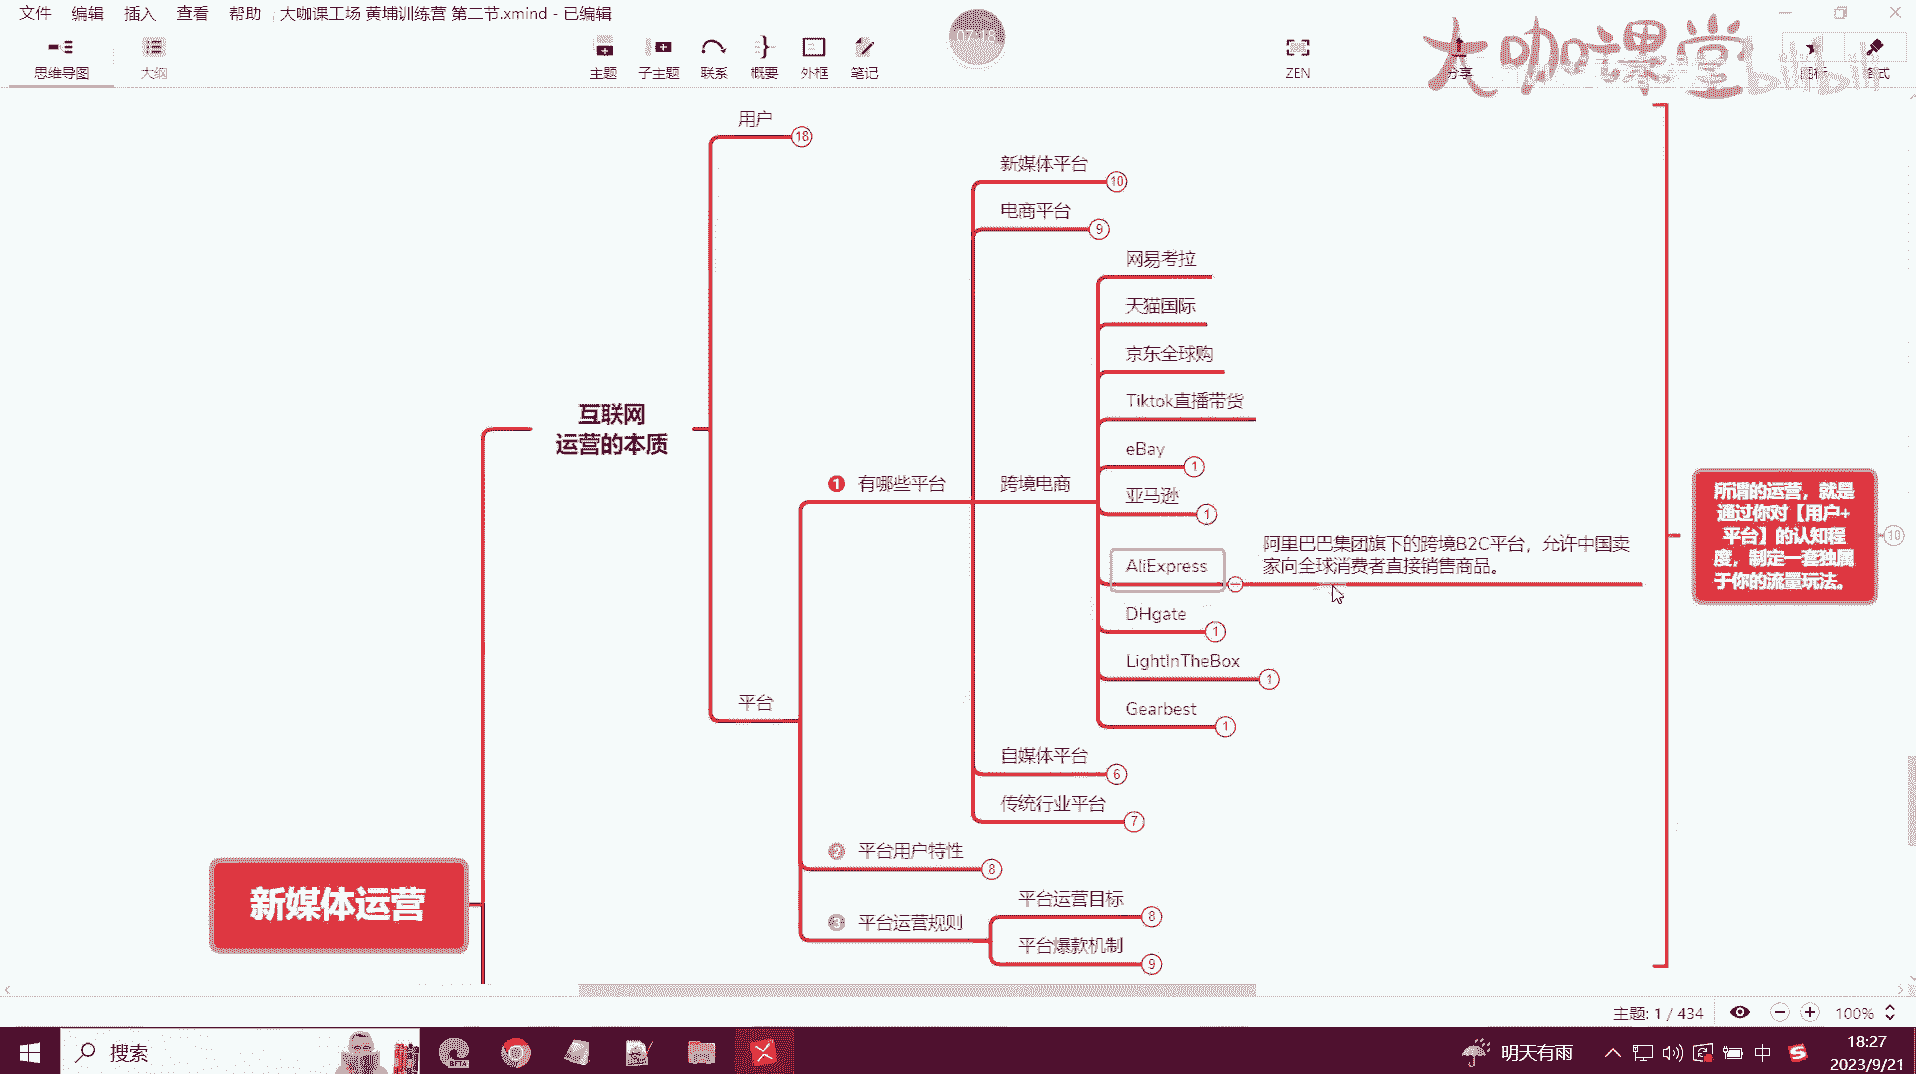 文件 编辑 插入 查看 帮助 大咖课工场 黄埔训练营 第二节.xmind - 已编辑
思维导图 大纲 主题 子主题 联系 概要 外框 笔记 ZEN 分享
07:18
大咖课堂 bilibili
用户 18
新媒体平台 10
电商平台 9
网易考拉
天猫国际
京东全球购
Tiktok直播带货
互联网
运营的本质
eBay 1
1 有哪些平台 跨境电商
亚马逊 1
所谓的运营，就是
通过你对【用户+
平台】的认知程
度，制定一套独属
于你的流量玩法。
10
阿里巴巴集团旗下的跨境B2C平台，允许中国卖
家向全球消费者直接销售商品。
AliExpress
DHgate 1
LightInTheBox 1
平台
Gearbest 1
自媒体平台 6
传统行业平台 7
2 平台用户特性 8
平台运营目标 8
3 平台运营规则
平台爆款机制 9
新媒体运营
主题: 1 / 434 100%
搜索 BETA 明天有雨 中 18:27
2023/9/21